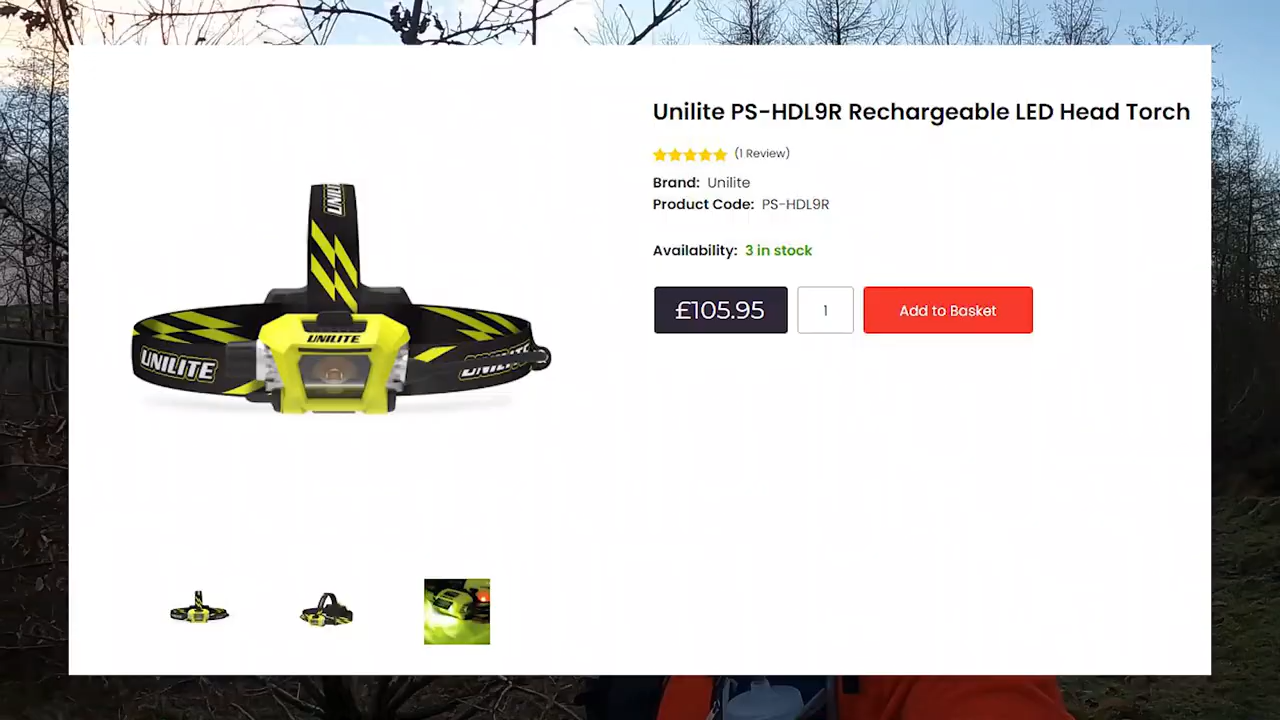 Unilite PS-HDL9R Rechargeable LED Head Torch
(1 Review)
Brand: Unilite
Product Code: PS-HDL9R
Availability: 3 in stock
£105.95
1
Add to Basket
UNILITE
UNILITE
UNILITE
UNILITE